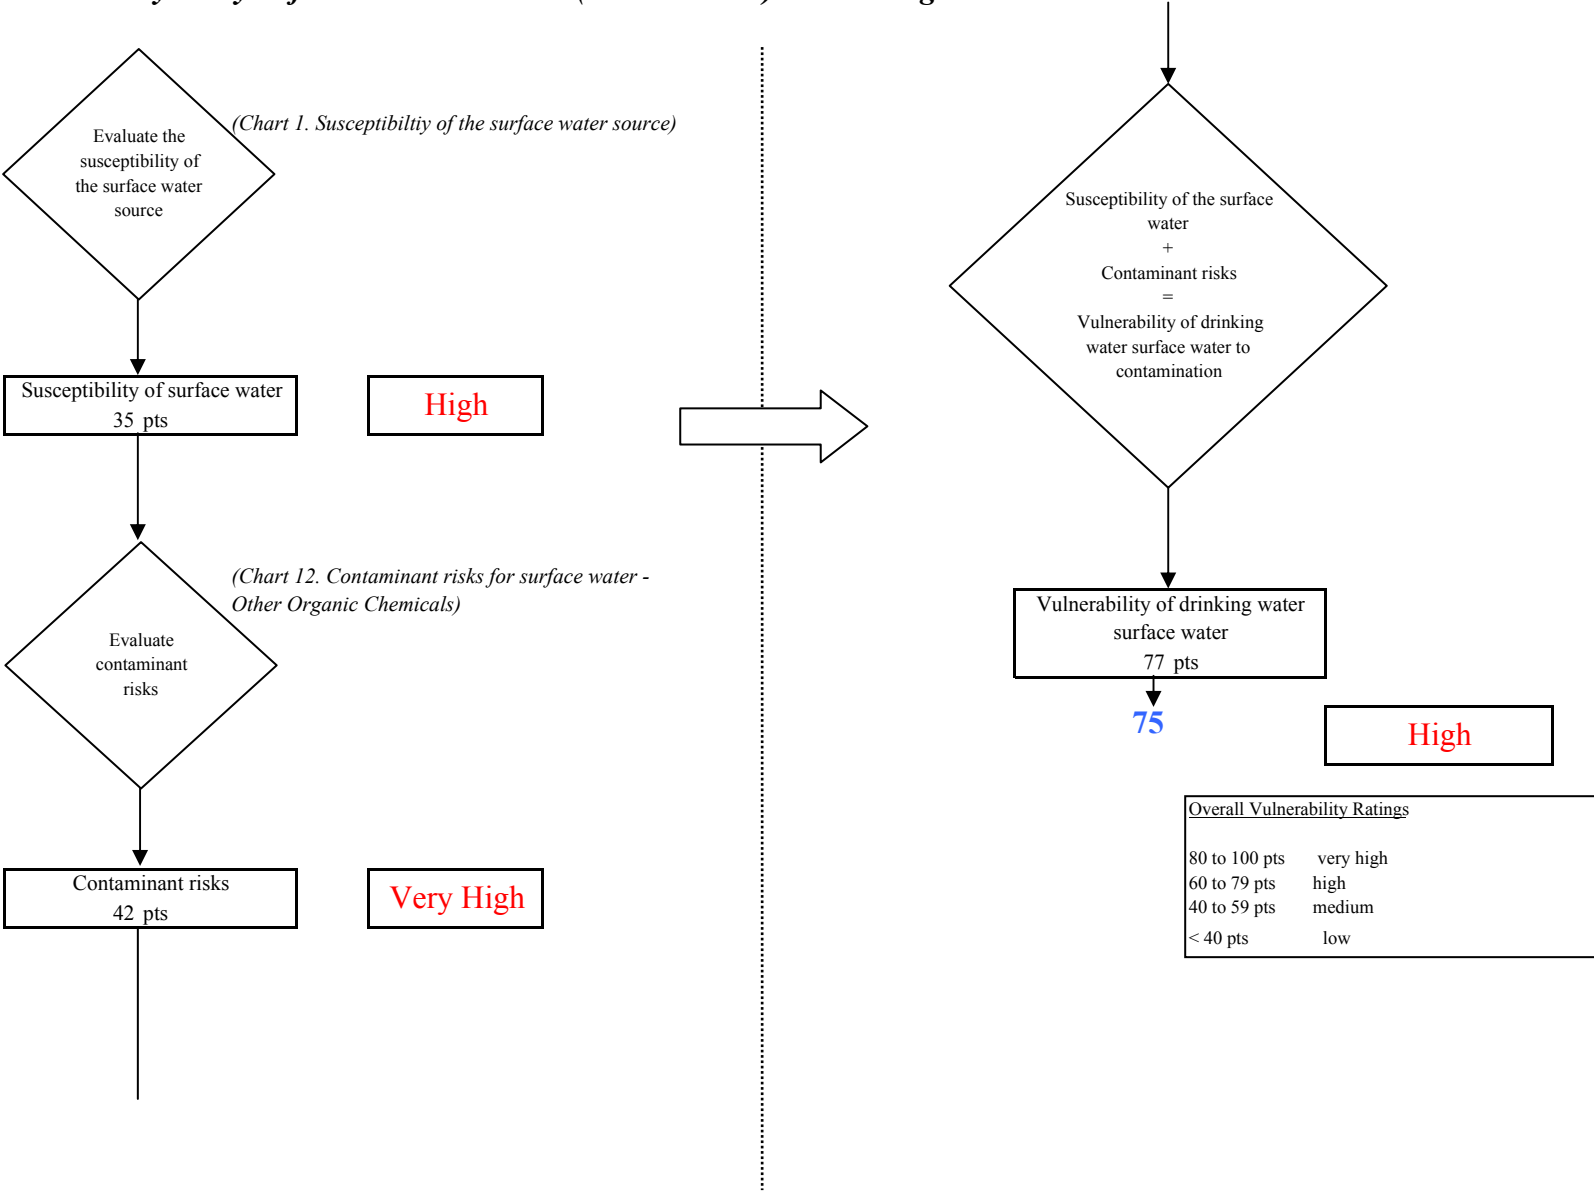 Evaluate the
susceptibility of
the surface water
source
(Chart 1. Susceptibiltiy of the surface water source)
Susceptibility of surface water
35 pts
High
(Chart 12. Contaminant risks for surface water -
Other Organic Chemicals)
Evaluate
contaminant
risks
Contaminant risks
42 pts
Very High
Susceptibility of the surface
water
+
Contaminant risks
=
Vulnerability of drinking
water surface water to
contamination
Vulnerability of drinking water
surface water
77 pts
75
High
Overall Vulnerability Ratings
80 to 100 pts very high
60 to 79 pts high
40 to 59 pts medium
< 40 pts low